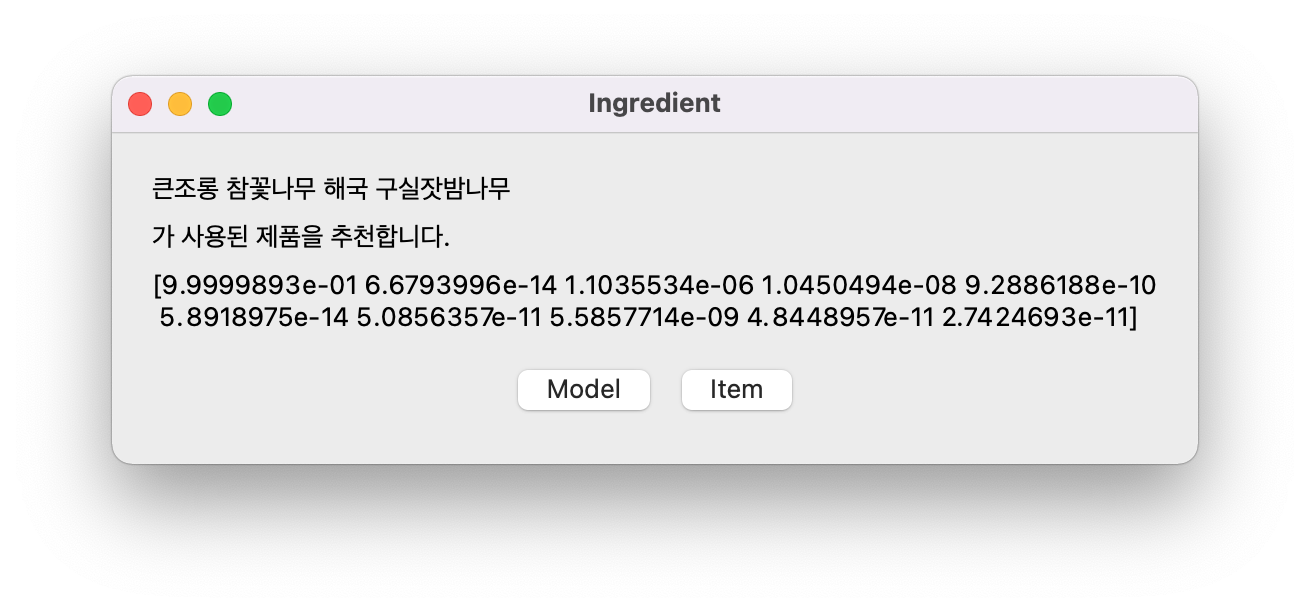 Ingredient
큰조롱 참꽃나무 해국 구실잣밤나무
가 사용된 제품을 추천합니다.
[9.9999893e-01 6.6793996e-14 1.1035534e-06 1.0450494e-08 9.2886188e-10
5.8918975e-14 5.0856357e-11 5.5857714e-09 4.8448957e-11 2.7424693e-11]
Model Item